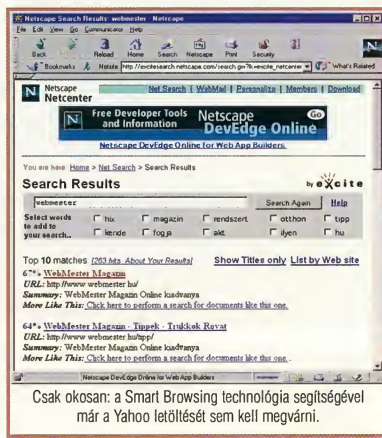 Netscape Search Results: webmester - Netscape
File Edit View Go Communicator Help
Back Reload Home Search Netscape Print Security
Bookmarks Netsite http://excitesearch.netscape.com/search.gw?lk=excite_netcenter What's Related
Netscape
Netcenter
Net Search | WebMail | Personalize | Members | Download
Free Developer Tools
and Information
Netscape
DevEdge Online
Go
Netscape DevEdge Online for Web App Builders.
You are here: Home > Net Search > Search Results
Search Results
by excite
webmester Search Again Help
Select words
to add to
your search..
hix magazin rendszert otthon tipp
kende fogja akt ilyen hu
Top 10 matches [263 hits. About Your Results] Show Titles only List by Web site
67% WebMester Magazin
URL: http://www.webmester.hu/
Summary: WebMester Magazin Online kiadvanya
More Like This: Click here to perform a search for documents like this one.
64% WebMester Magazin - Tippek - Trukkok Rovat
URL: http://www.webmester.hu/tipp/
Summary: WebMester Magazin Online kiadvanya
More Like This: Click here to perform a search for documents like this one.
Netscape DevEdge Online for Web App Builders
Csak okosan: a Smart Browsing technológia segítségével
már a Yahoo letöltését sem kell megvárni.